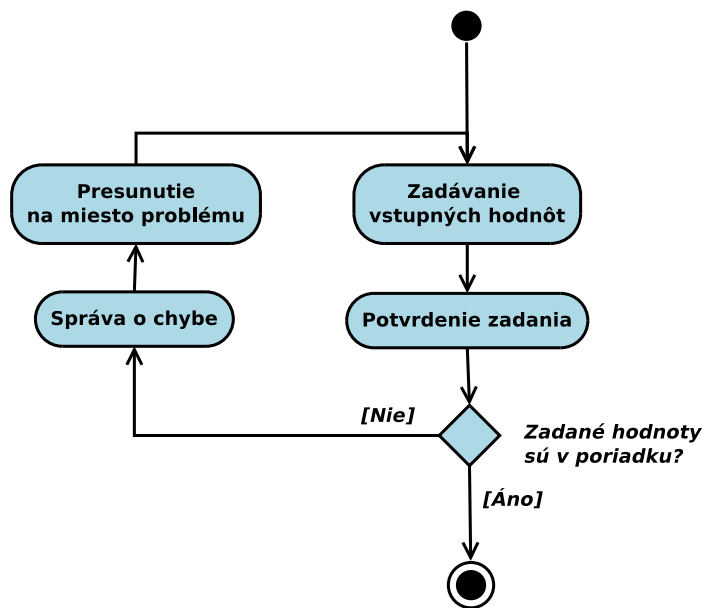 Presunutie
na miesto problému
Zadávanie
vstupných hodnôt
Správa o chybe
Potvrdenie zadania
[Nie]
Zadané hodnoty
sú v poriadku?
[Áno]